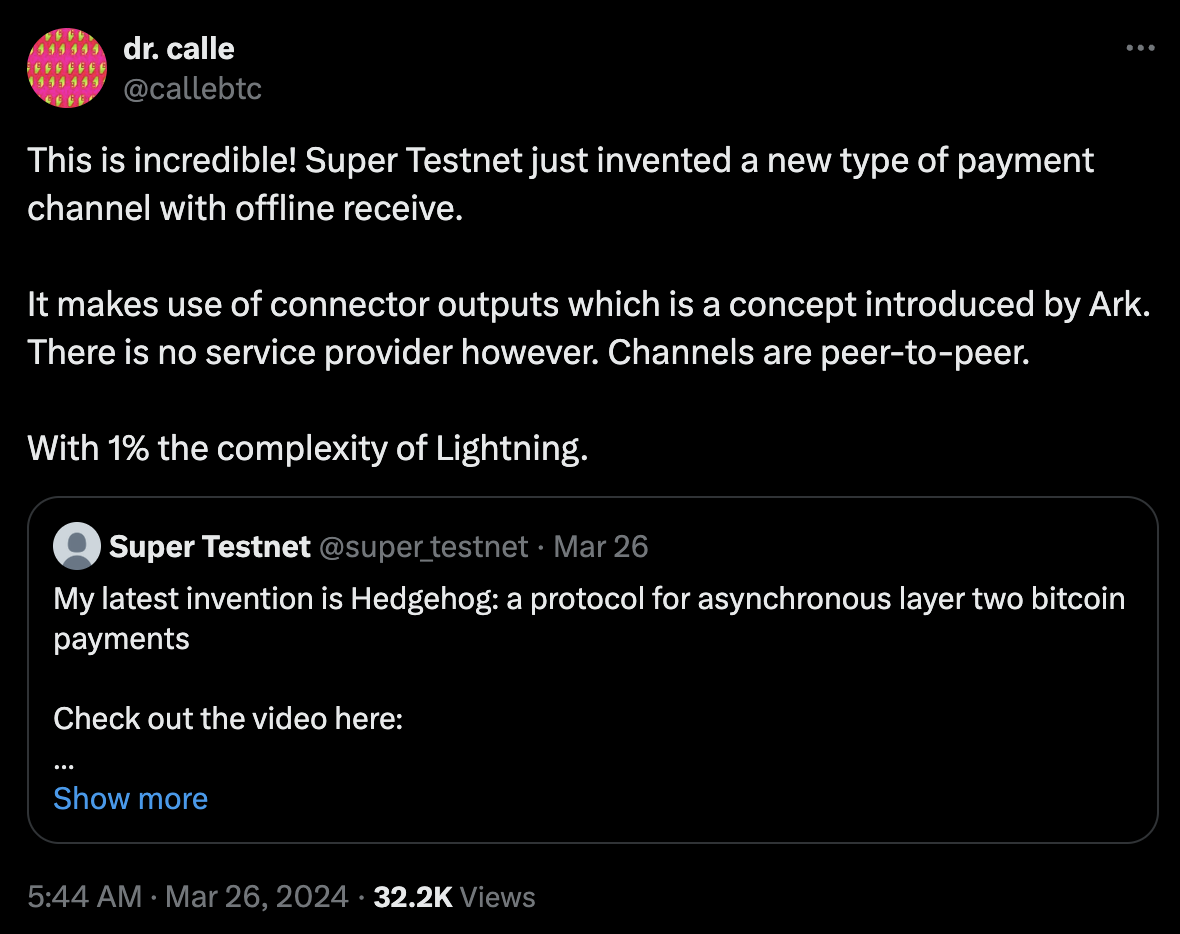 dr. calle
@callebtc
This is incredible! Super Testnet just invented a new type of payment
channel with offline receive.
It makes use of connector outputs which is a concept introduced by Ark.
There is no service provider however. Channels are peer-to-peer.
With 1% the complexity of Lightning.
Super Testnet @super_testnet · Mar 26
My latest invention is Hedgehog: a protocol for asynchronous layer two bitcoin
payments
Check out the video here:
...
Show more
5:44 AM · Mar 26, 2024 · 32.2K Views